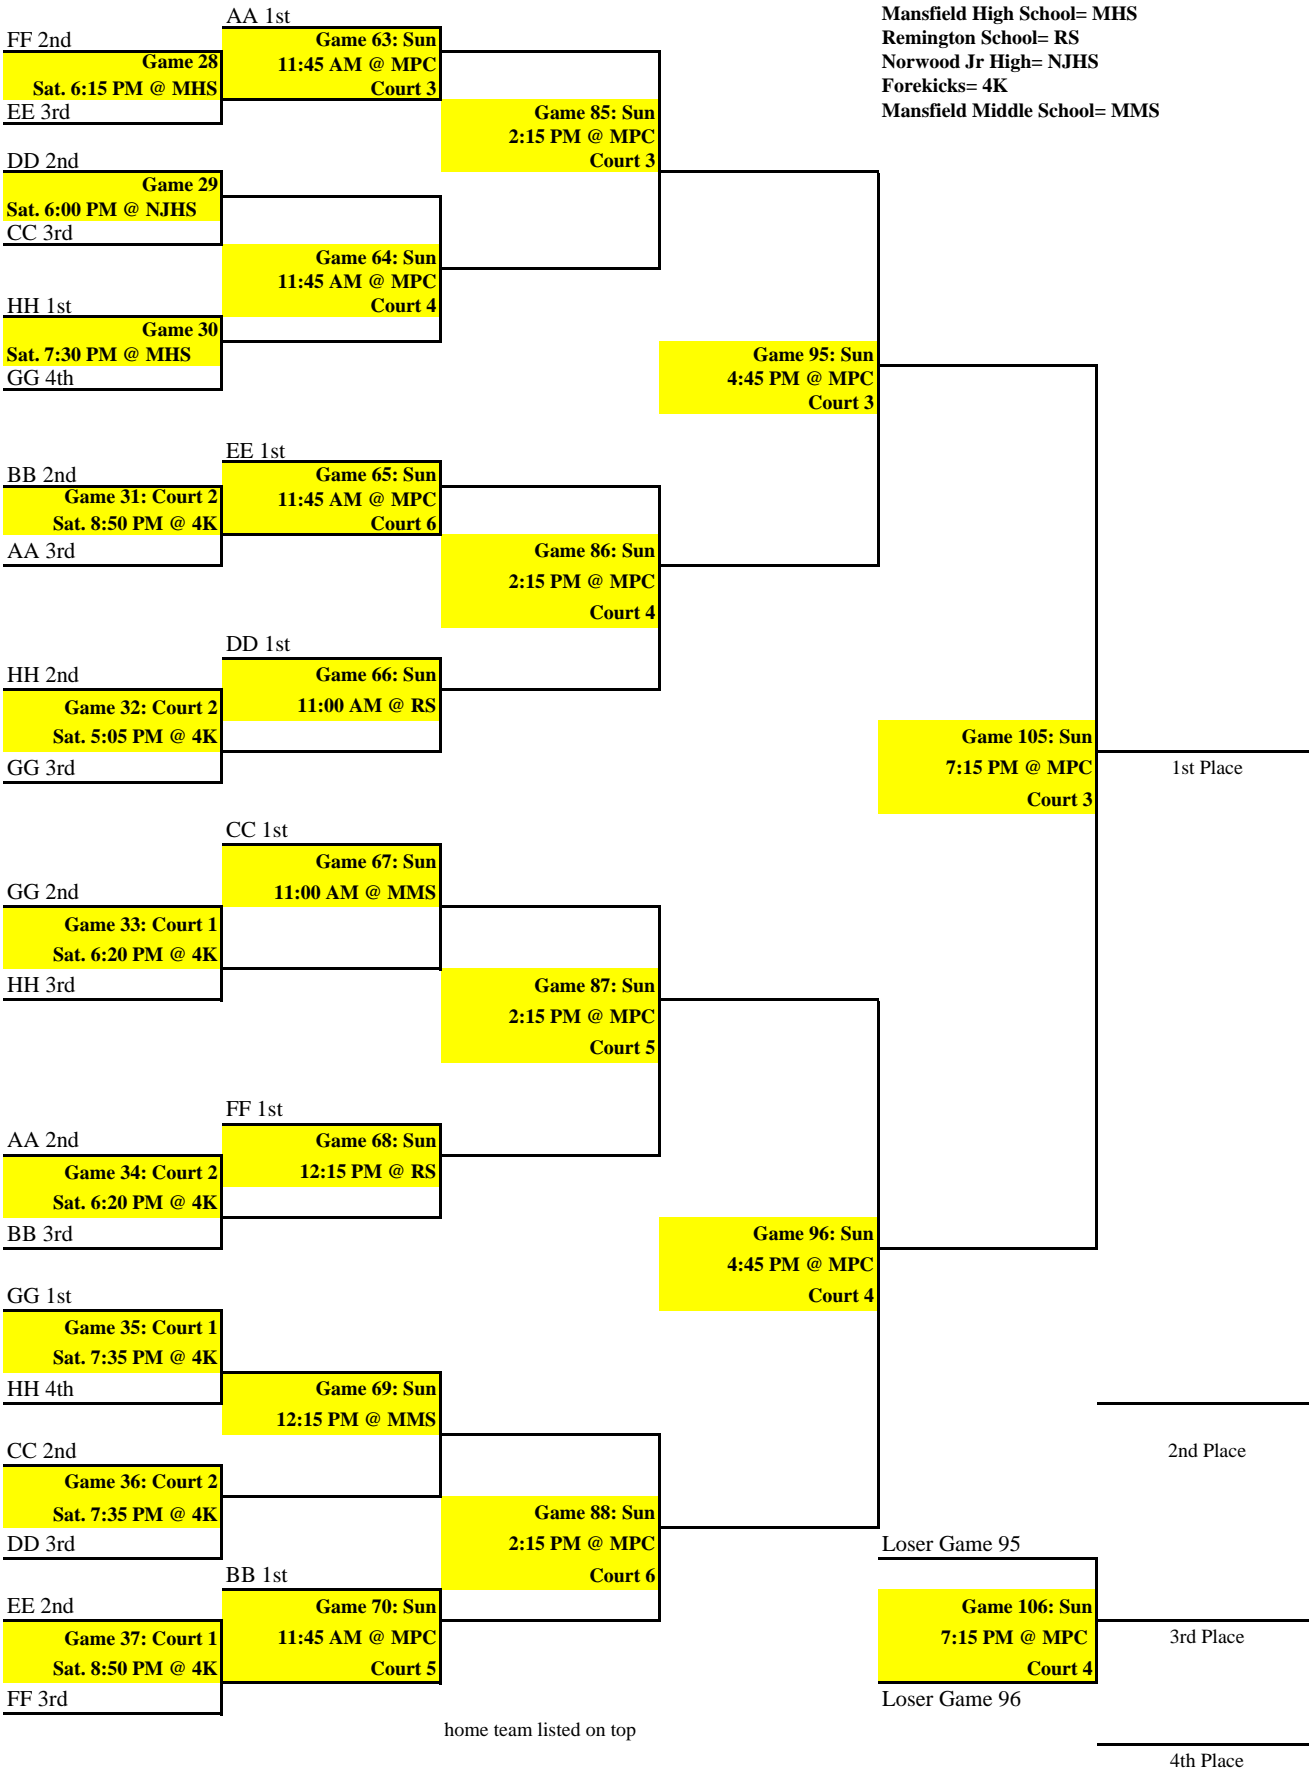 AA 1st
Mansfield High School= MHS
Remington School= RS
Norwood Jr High= NJHS
Forekicks= 4K
Mansfield Middle School= MMS
FF 2nd
Game 28
Sat. 6:15 PM @ MHS
EE 3rd
Game 63: Sun
11:45 AM @ MPC
Court 3
Game 85: Sun
2:15 PM @ MPC
Court 3
DD 2nd
Game 29
Sat. 6:00 PM @ NJHS
CC 3rd
Game 64: Sun
11:45 AM @ MPC
Court 4
HH 1st
Game 30
Sat. 7:30 PM @ MHS
GG 4th
Game 95: Sun
4:45 PM @ MPC
Court 3
EE 1st
BB 2nd
Game 31: Court 2
Sat. 8:50 PM @ 4K
AA 3rd
Game 65: Sun
11:45 AM @ MPC
Court 6
Game 86: Sun
2:15 PM @ MPC
Court 4
DD 1st
HH 2nd
Game 32: Court 2
Sat. 5:05 PM @ 4K
GG 3rd
Game 66: Sun
11:00 AM @ RS
Game 105: Sun
7:15 PM @ MPC
Court 3
1st Place
CC 1st
GG 2nd
Game 33: Court 1
Sat. 6:20 PM @ 4K
HH 3rd
Game 67: Sun
11:00 AM @ MMS
Game 87: Sun
2:15 PM @ MPC
Court 5
FF 1st
AA 2nd
Game 34: Court 2
Sat. 6:20 PM @ 4K
BB 3rd
Game 68: Sun
12:15 PM @ RS
Game 96: Sun
4:45 PM @ MPC
Court 4
GG 1st
Game 35: Court 1
Sat. 7:35 PM @ 4K
HH 4th
Game 69: Sun
12:15 PM @ MMS
CC 2nd
Game 36: Court 2
Sat. 7:35 PM @ 4K
DD 3rd
2nd Place
Game 88: Sun
2:15 PM @ MPC
Court 6
Loser Game 95
BB 1st
EE 2nd
Game 37: Court 1
Sat. 8:50 PM @ 4K
FF 3rd
Game 70: Sun
11:45 AM @ MPC
Court 5
Game 106: Sun
7:15 PM @ MPC
Court 4
3rd Place
Loser Game 96
home team listed on top
4th Place